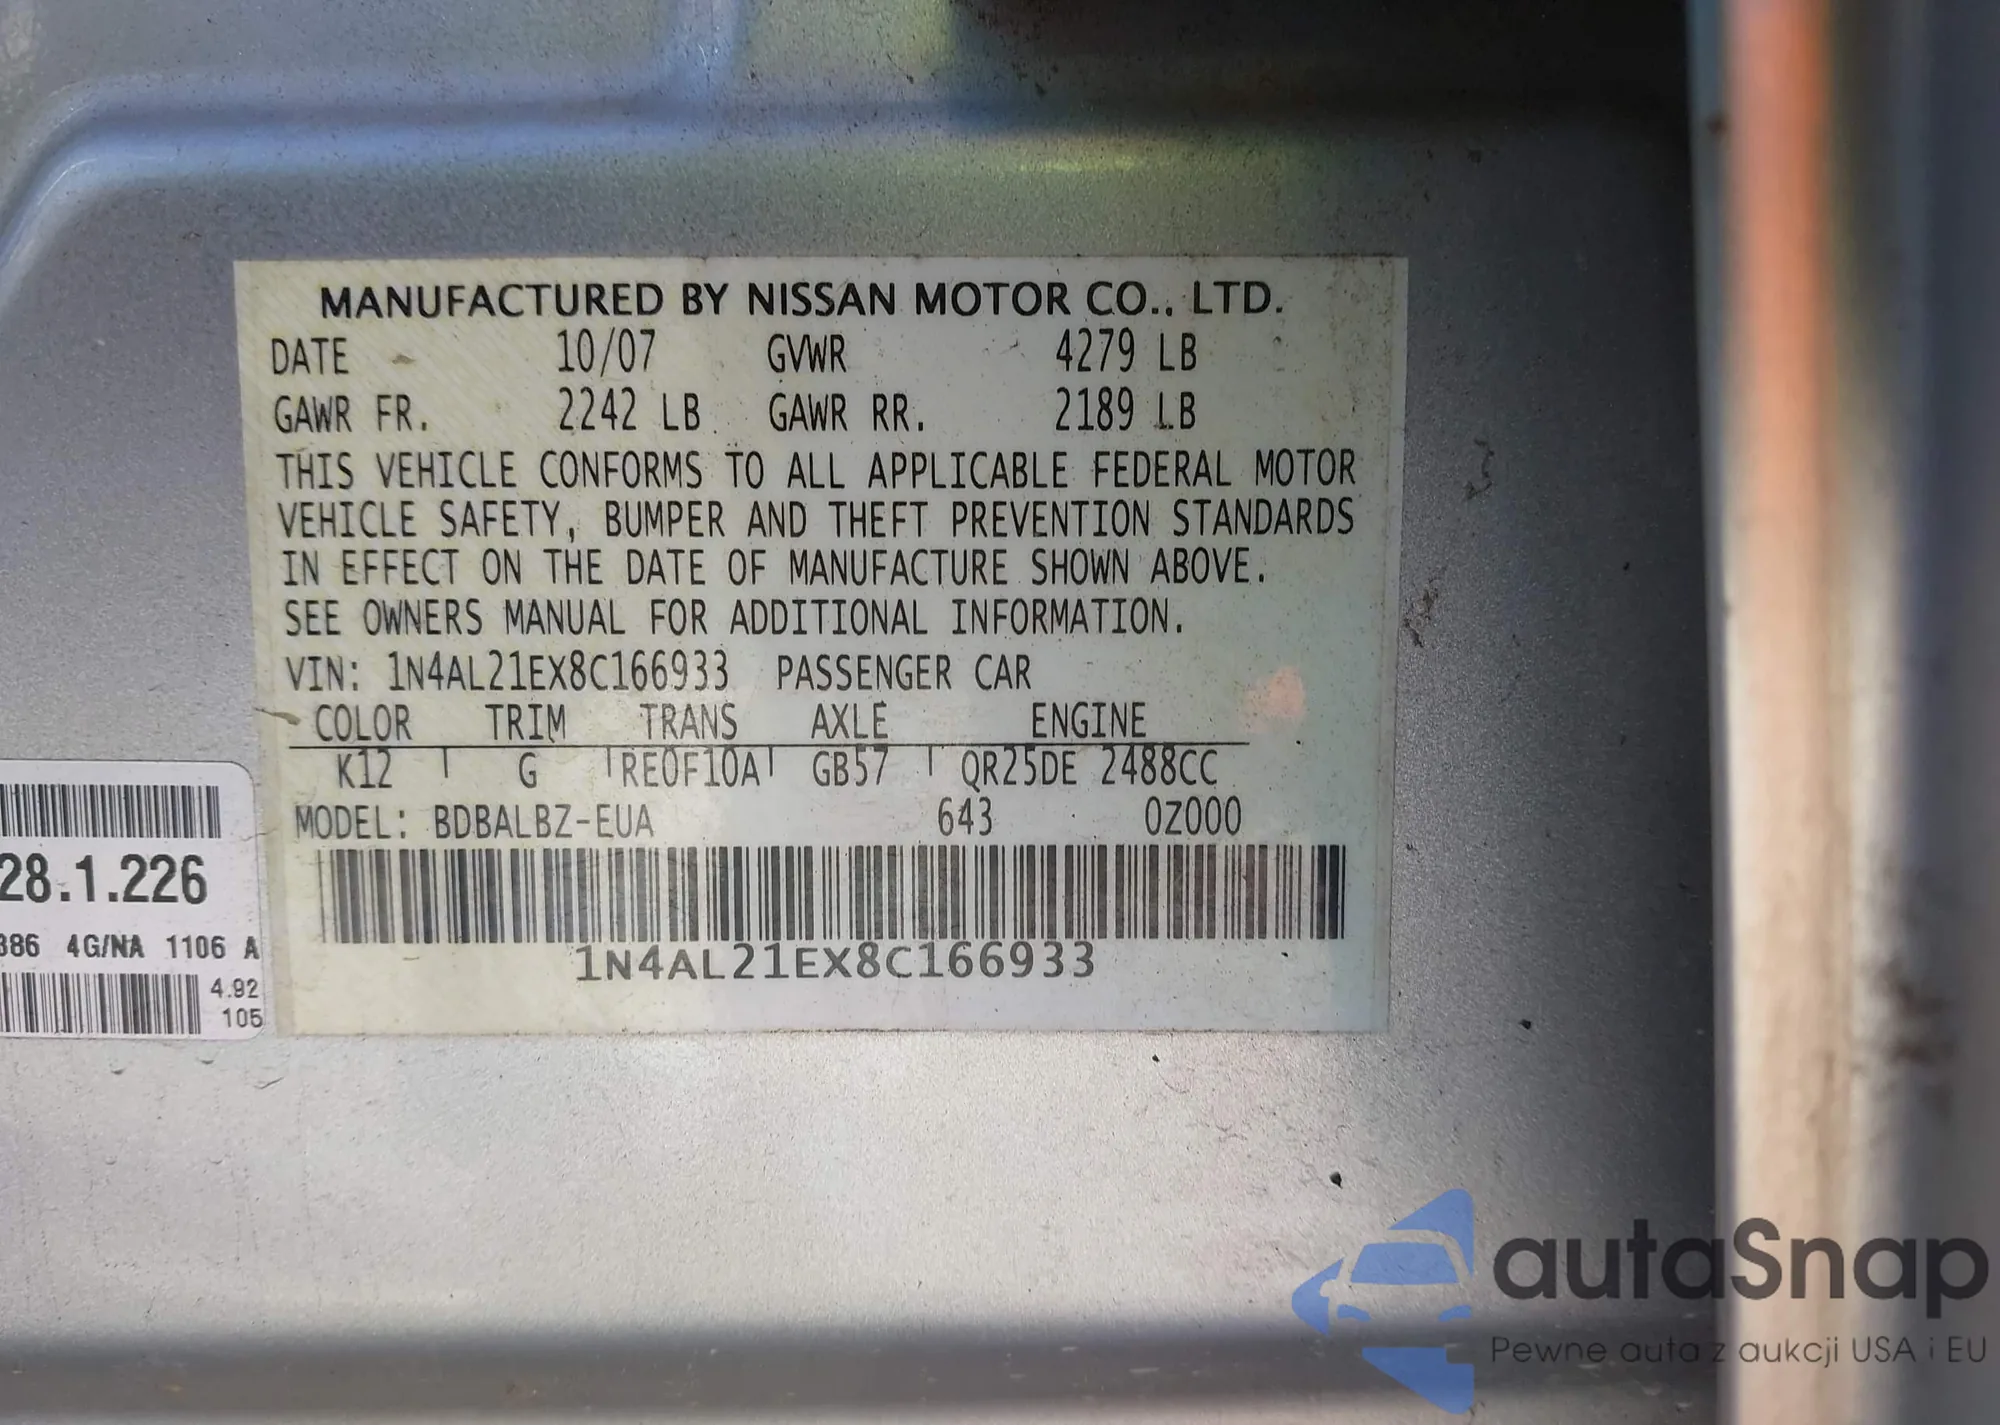 MANUFACTURED BY NISSAN MOTOR CO., LTD.
DATE 10/07 GVWR 4279 LB
GAWR FR. 2242 LB GAWR RR. 2189 LB
THIS VEHICLE CONFORMS TO ALL APPLICABLE FEDERAL MOTOR
VEHICLE SAFETY, BUMPER AND THEFT PREVENTION STANDARDS
IN EFFECT ON THE DATE OF MANUFACTURE SHOWN ABOVE.
SEE OWNERS MANUAL FOR ADDITIONAL INFORMATION.
VIN: 1N4AL21EX8C166933 PASSENGER CAR
COLOR TRIM TRANS AXLE ENGINE
K12 G RE0F10A GB57 QR25DE 2488CC
MODEL: BDBALBZ-EUA 643 0Z000
1N4AL21EX8C166933
28.1.226
386 4G/NA 1106 A
4.92
105
autaSnap
Pewne auta z aukcji USA i EU